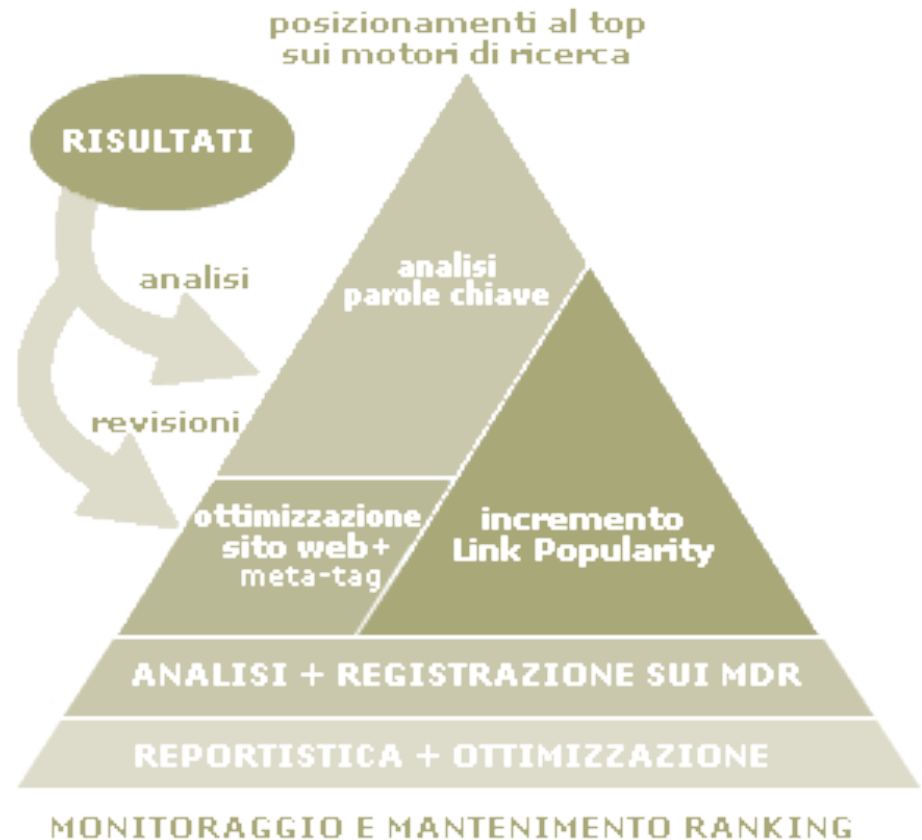 posizionamenti al top
sui motori di ricerca
RISULTATI
analisi
analisi
parole chiave
revisioni
ottimizzazione
sito web+
meta-tag
incremento
Link Popularity
ANALISI + REGISTRAZIONE SUI MDR
REPORTISTICA + OTTIMIZZAZIONE
MONITORAGGIO E MANTENIMENTO RANKING